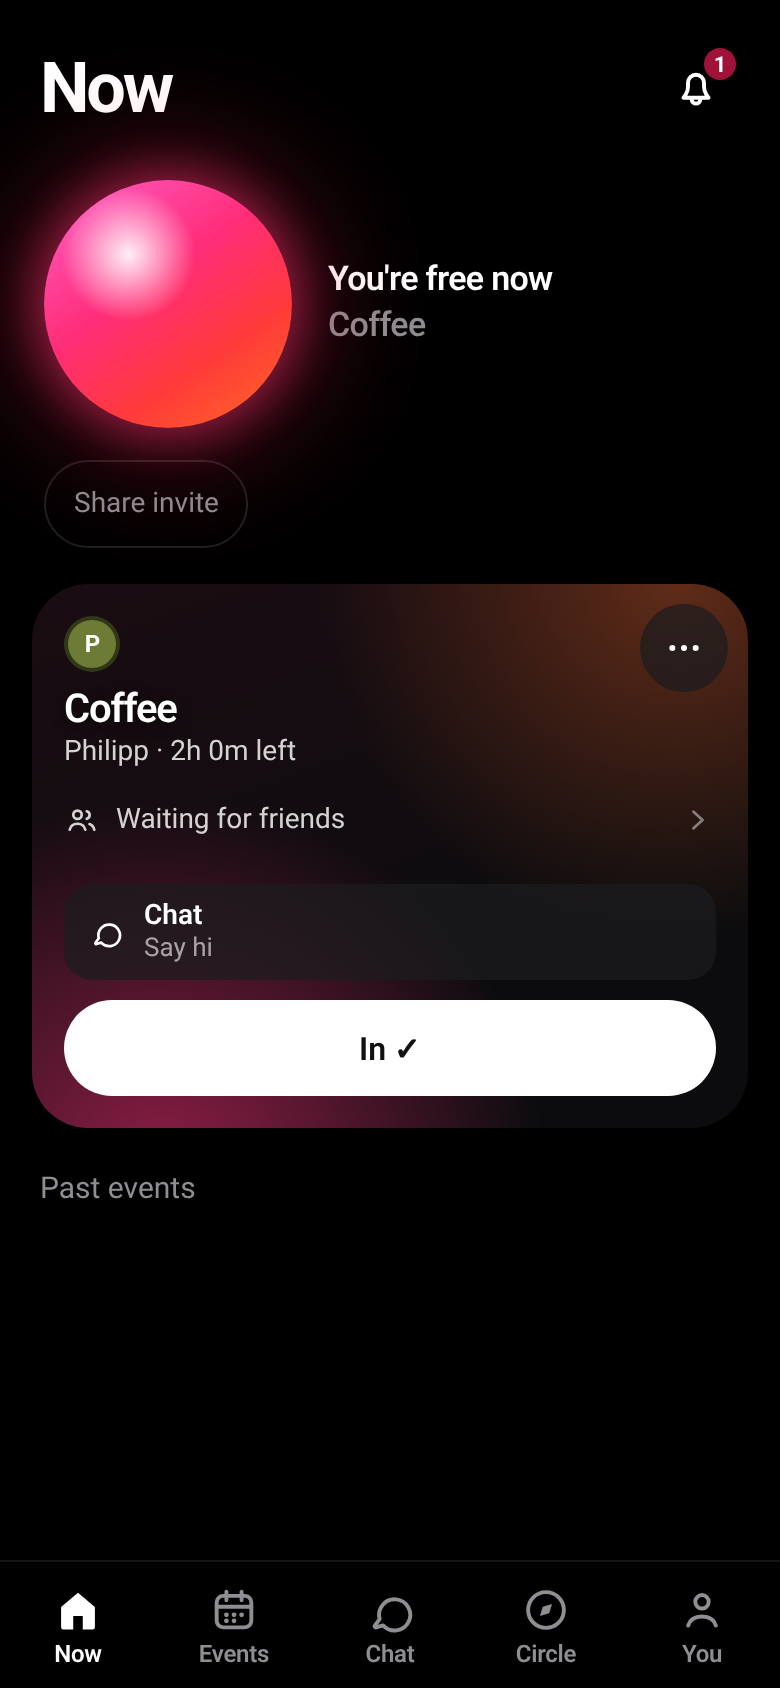 Now
1
You're free now
Coffee
Share invite
P
Coffee
Philipp · 2h 0m left
Waiting for friends
Chat
Say hi
In ✓
Past events
Now
Events
Chat
Circle
You